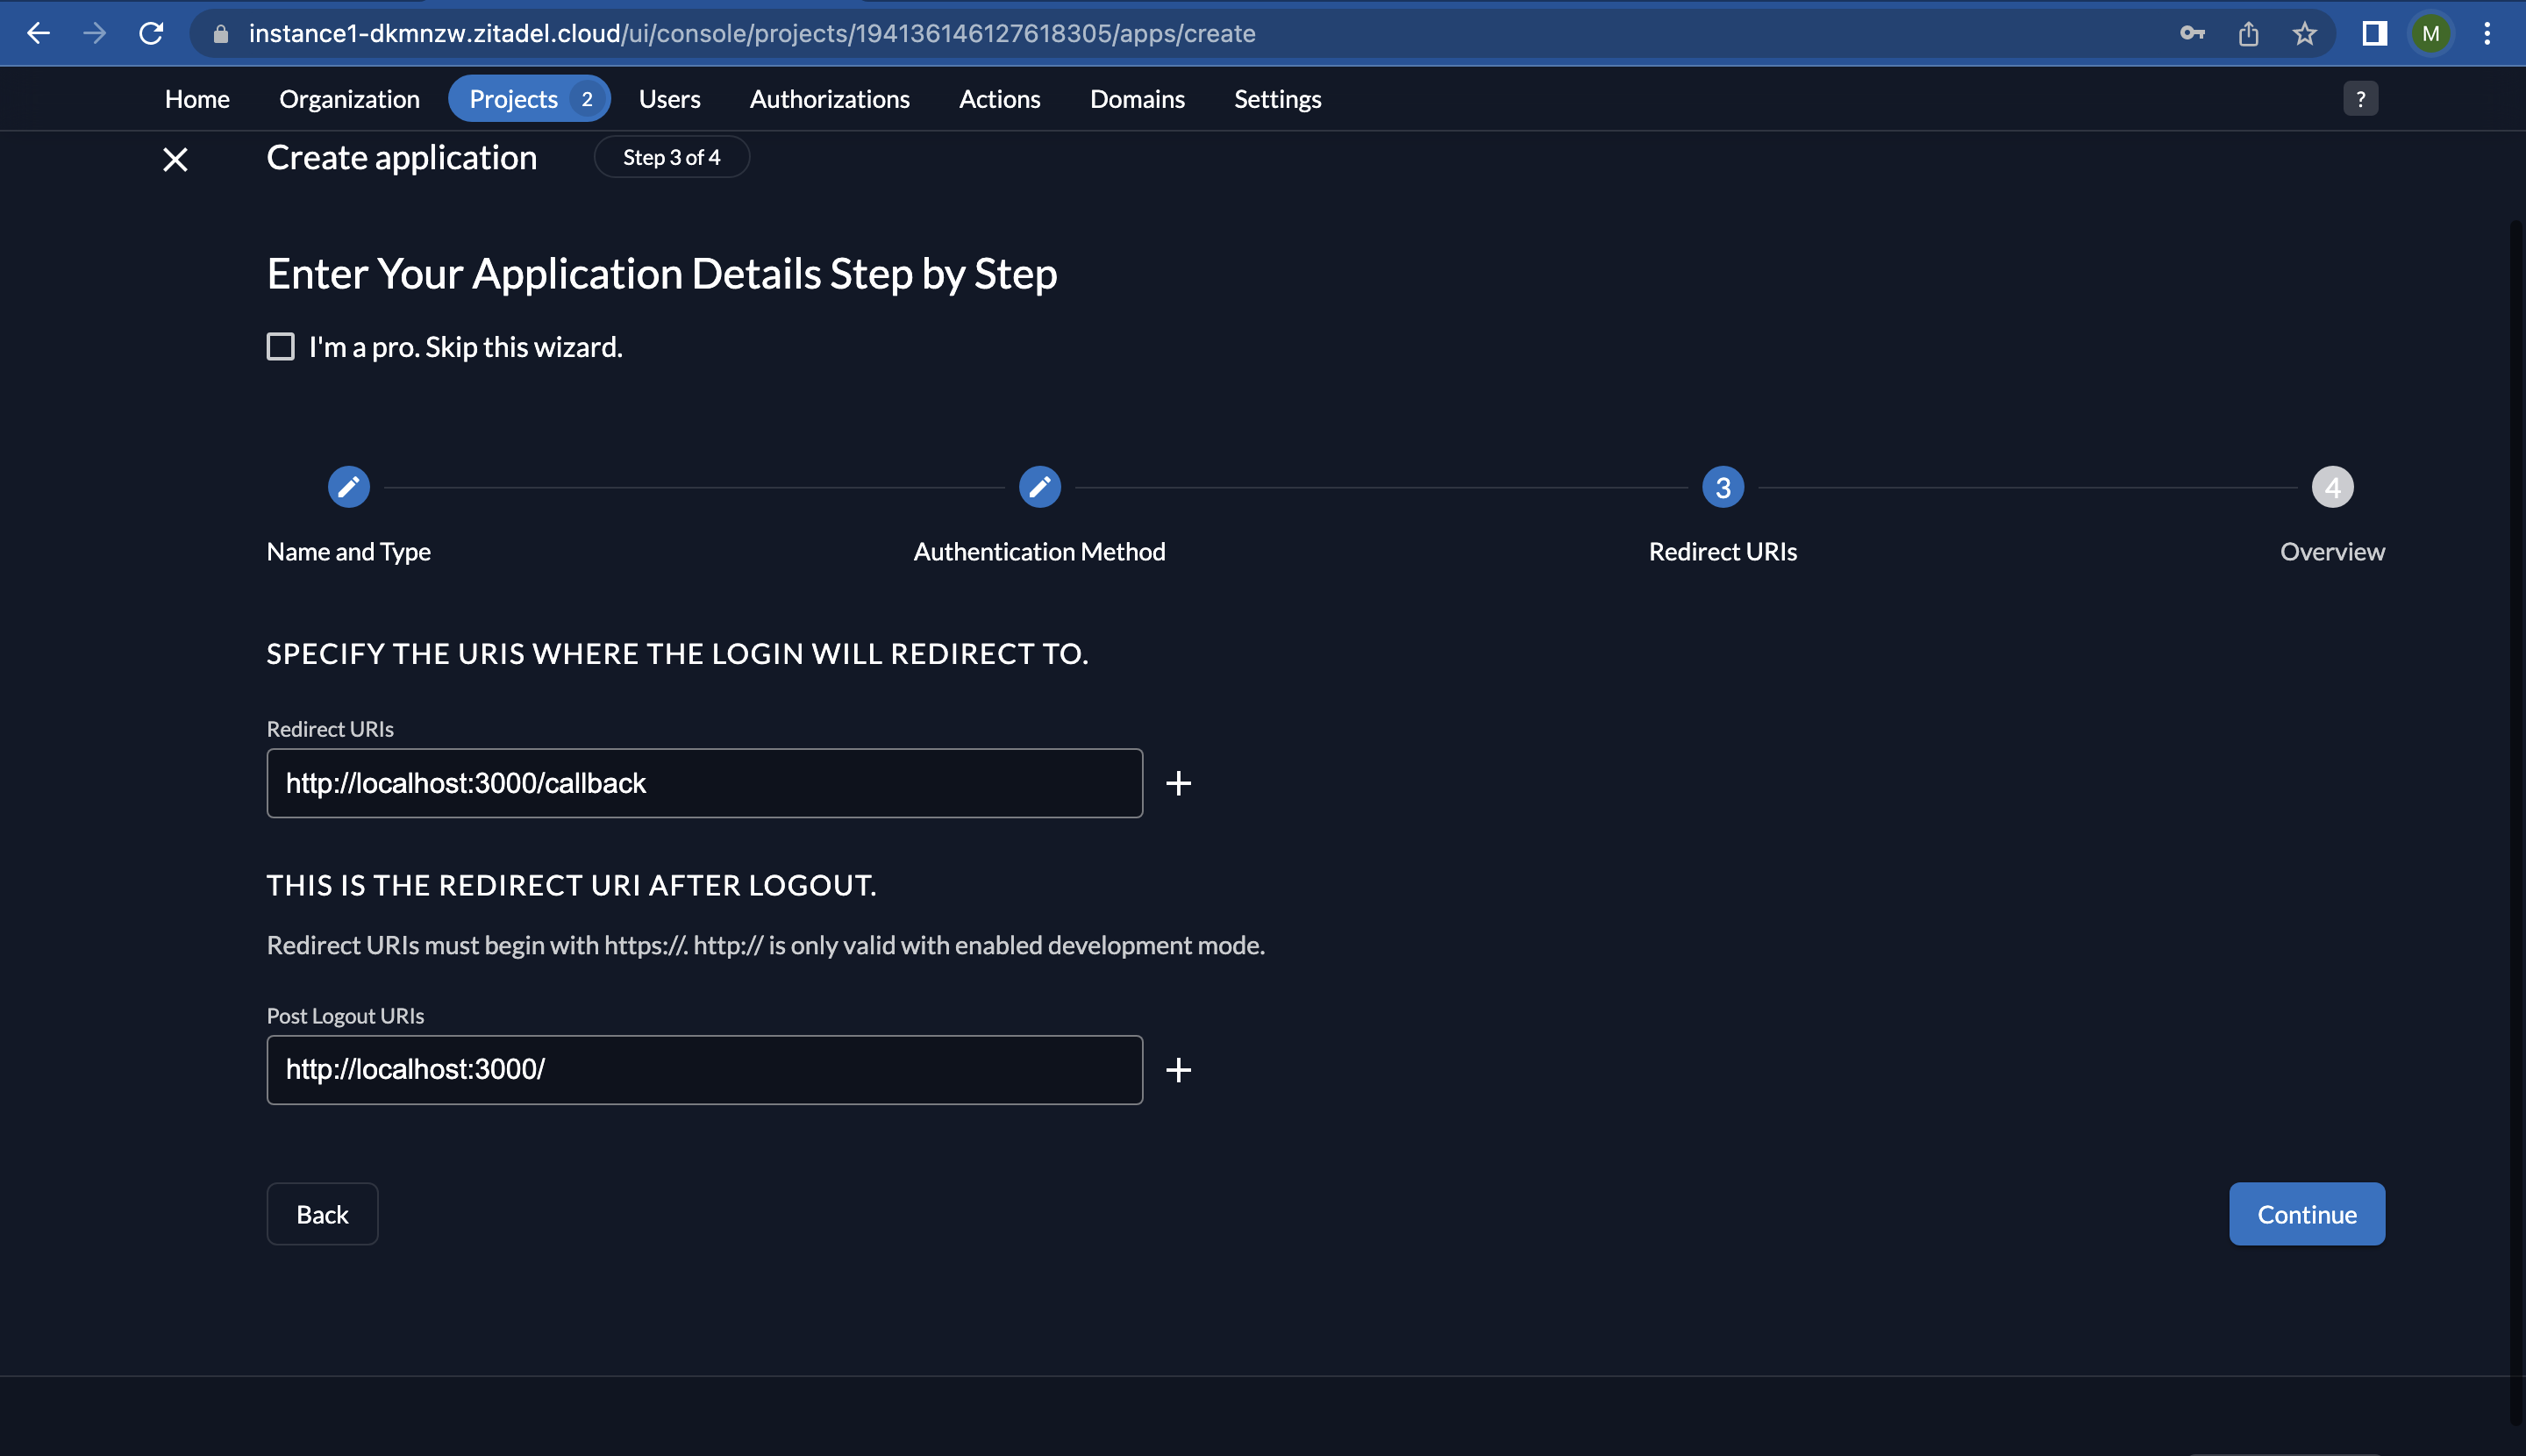 instance1-dkmnzw.zitadel.cloud/ui/console/projects/194136146127618305/apps/create M
Home Organization Projects 2 Users Authorizations Actions Domains Settings ?
Create application Step 3 of 4
Enter Your Application Details Step by Step
I'm a pro. Skip this wizard.
3 4
Name and Type Authentication Method Redirect URIs Overview
SPECIFY THE URIS WHERE THE LOGIN WILL REDIRECT TO.
Redirect URIs
http://localhost:3000/callback
THIS IS THE REDIRECT URI AFTER LOGOUT.
Redirect URIs must begin with https://. http:// is only valid with enabled development mode.
Post Logout URIs
http://localhost:3000/
Back Continue